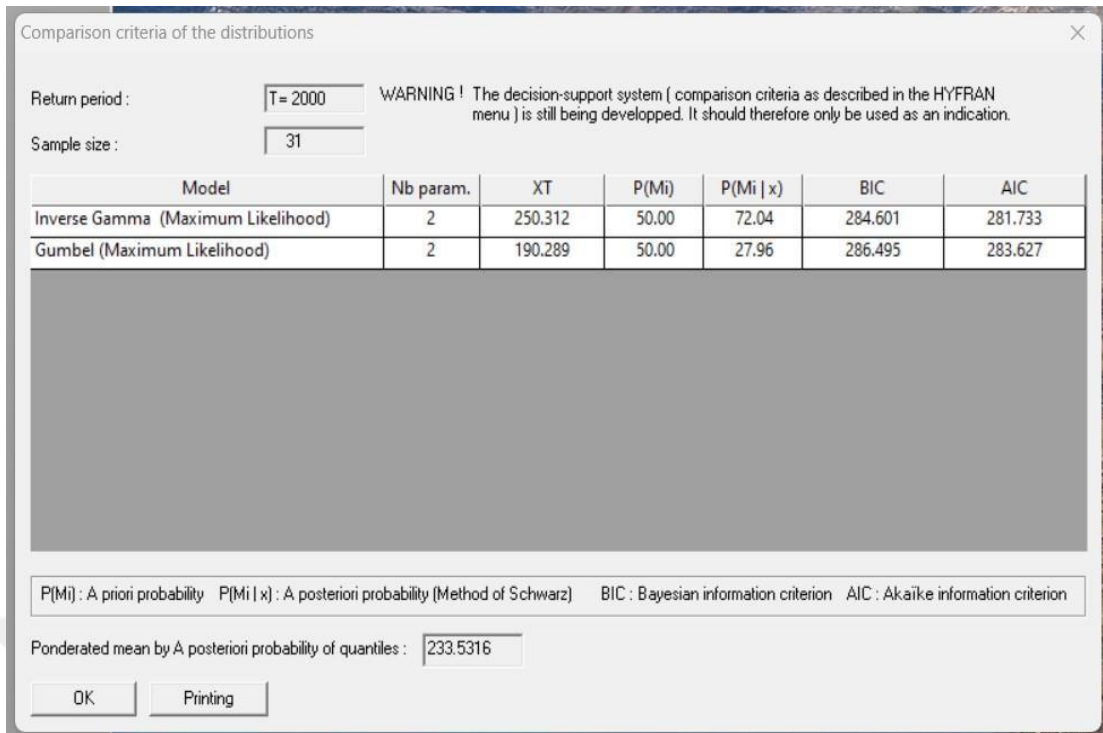 Comparison criteria of the distributions
Return period : T= 2000 WARNING ! The decision-support system ( comparison criteria as described in the HYFRAN
menu ) is still being developped. It should therefore only be used as an indication.
Sample size : 31
Model Nb param. XT P(Mi) P(Mi | x) BIC AIC
Inverse Gamma (Maximum Likelihood) 2 250.312 50.00 72.04 284.601 281.733
Gumbel (Maximum Likelihood) 2 190.289 50.00 27.96 286.495 283.627
P(Mi) : A priori probability P(Mi | x) : A posteriori probability (Method of Schwarz) BIC : Bayesian information criterion AIC : Akaïke information criterion
Ponderated mean by A posteriori probability of quantiles : 233.5316
OK Printing